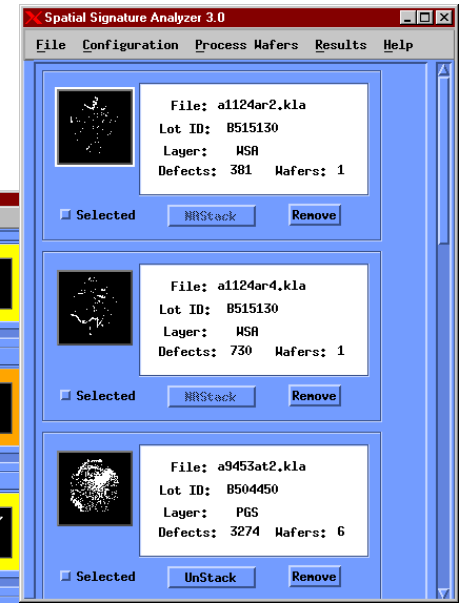 Spatial Signature Analyzer 3.0
File Configuration Process Wafers Results Help
File: a1124ar2.kla
Lot ID: B515130
Layer: WSA
Defects: 381 Wafers: 1
Selected NAStack Remove
File: a1124ar4.kla
Lot ID: B515130
Layer: WSA
Defects: 730 Wafers: 1
Selected NAStack Remove
File: a9453at2.kla
Lot ID: B504450
Layer: PGS
Defects: 3274 Wafers: 6
Selected UnStack Remove